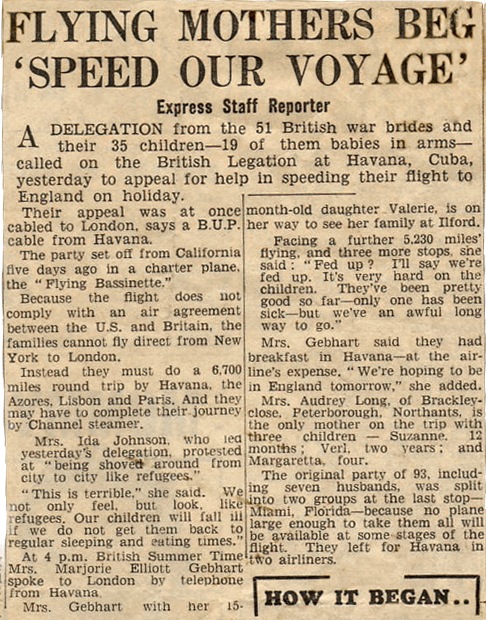 FLYING MOTHERS BEG
‘SPEED OUR VOYAGE’
Express Staff Reporter
A DELEGATION from the 51 British war brides and
their 35 children—19 of them babies in arms—
called on the British Legation at Havana, Cuba,
yesterday to appeal for help in speeding their flight to
England on holiday.
Their appeal was at once
cabled to London, says a B.U.P.
cable from Havana.
The party set off from California
five days ago in a charter plane,
the “ Flying Bassinette.”
Because the flight does not
comply with an air agreement
between the U.S. and Britain, the
families cannot fly direct from New
York to London.
Instead they must do a 6,700
miles round trip by Havana, the
Azores, Lisbon and Paris. And they
may have to complete their journey
by Channel steamer.
Mrs. Ida Johnson, who led
yesterday's delegation, protested
at “ being shoved around from
city to city like refugees.”
“ This is terrible,” she said. We
not only feel, but look, like
refugees. Our children will fall ill
if we do not get them back to
regular sleeping and eating times.”
At 4 p.m. British Summer Time
Mrs. Marjorie Elliott Gebhart
spoke to London by telephone
from Havana
Mrs. Gebhart with her 15-
month-old daughter Valerie, is on
her way to see her family at Ilford.
Facing a further 5,230 miles'
flying, and three more stops, she
said : “ Fed up ? I'll say we're
fed up. It's very hard on the
children. They've been pretty
good so far—only one has been
sick—but we've an awful long
way to go.”
Mrs. Gebhart said they had
breakfast in Havana—at the air-
line's expense. “ We're hoping to be
in England tomorrow,” she added.
Mrs. Audrey Long, of Brackley-
close, Peterborough, Northants, is
the only mother on the trip with
three children — Suzanne, 12
months ; Verl, two years ; and
Margaretta, four.
The original party of 93, includ-
ing seven husbands, was split
into two groups at the last stop—
Miami, Florida—because no plane
large enough to take them all will
be available at some stages of the
flight. They left for Havana in
two airliners.
HOW IT BEGAN..